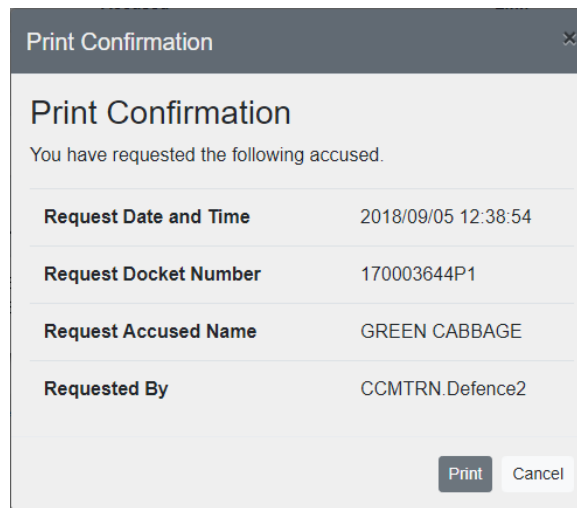 Print Confirmation ×
Print Confirmation
You have requested the following accused.
Request Date and Time 2018/09/05 12:38:54
Request Docket Number 170003644P1
Request Accused Name GREEN CABBAGE
Requested By CCMTRN.Defence2
Print Cancel